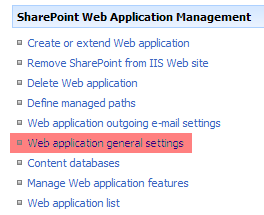 SharePoint Web Application Management
Create or extend Web application
Remove SharePoint from IIS Web site
Delete Web application
Define managed paths
Web application outgoing e-mail settings
Web application general settings
Content databases
Manage Web application features
Web application list